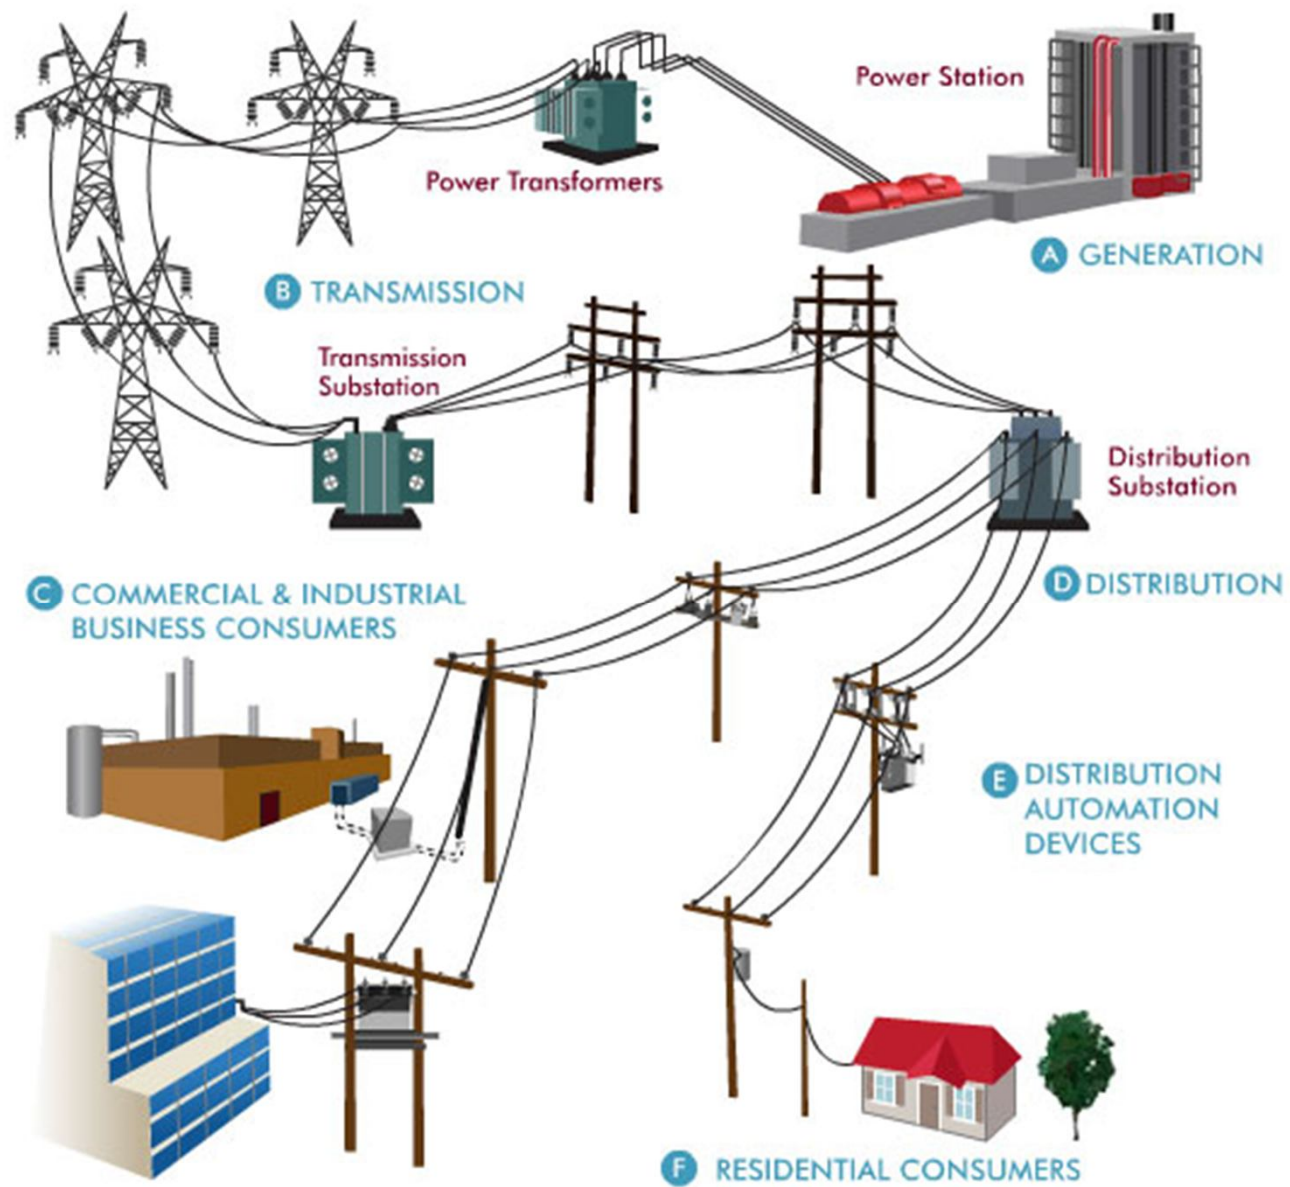 Power Station
Power Transformers
A GENERATION
B TRANSMISSION
Transmission
Substation
Distribution
Substation
C COMMERCIAL & INDUSTRIAL
BUSINESS CONSUMERS
D DISTRIBUTION
E DISTRIBUTION
AUTOMATION
DEVICES
F RESIDENTIAL CONSUMERS